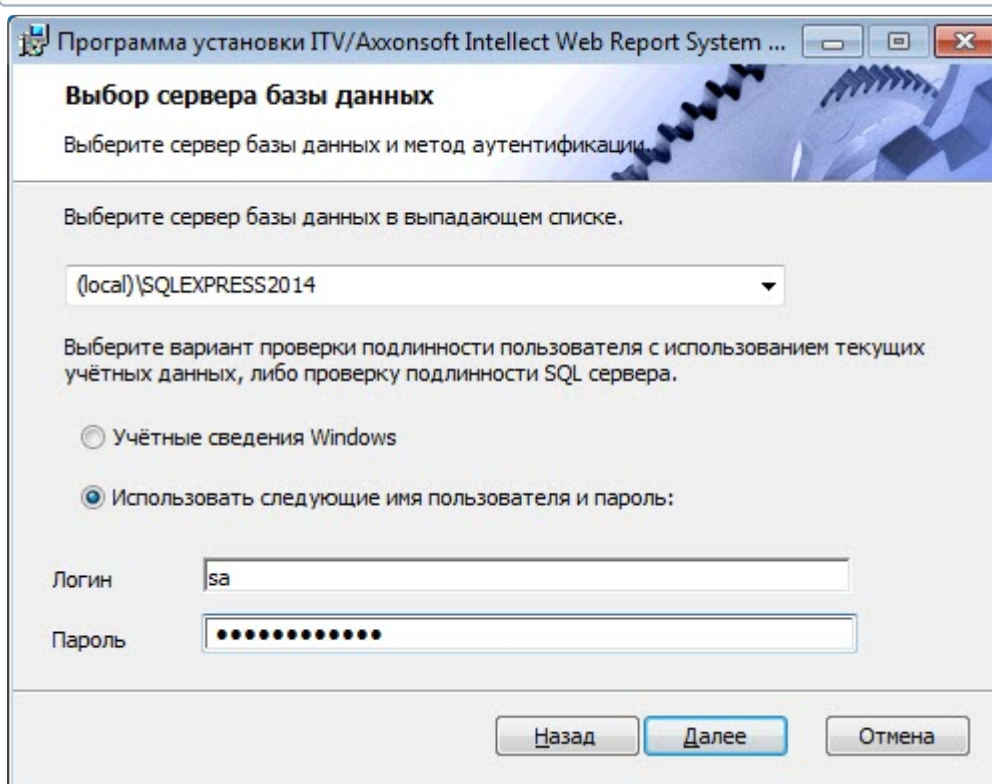 Программа установки ITV/Axxonsoft Intellect Web Report System ...
Выбор сервера базы данных
Выберите сервер базы данных и метод аутентификации.
Выберите сервер базы данных в выпадающем списке.
(local)\SQLEXPRESS2014
Выберите вариант проверки подлинности пользователя с использованием текущих
учётных данных, либо проверку подлинности SQL сервера.
Учётные сведения Windows
Использовать следующие имя пользователя и пароль:
Логин sa
Пароль ••••••••••••
Назад Далее Отмена